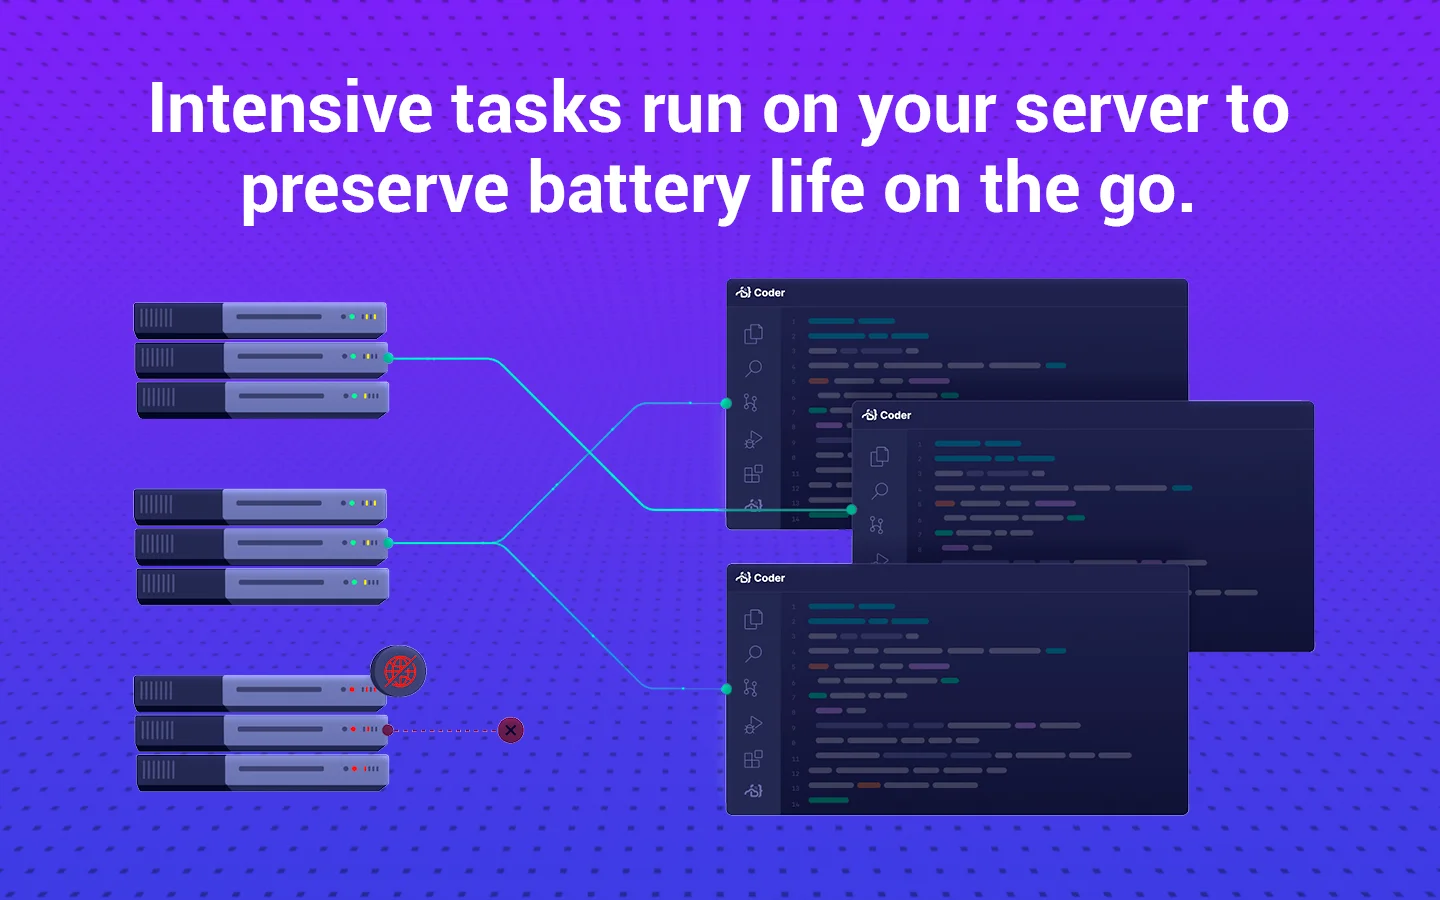 Intensive tasks run on your server to
preserve battery life on the go.
Coder
Coder
Coder